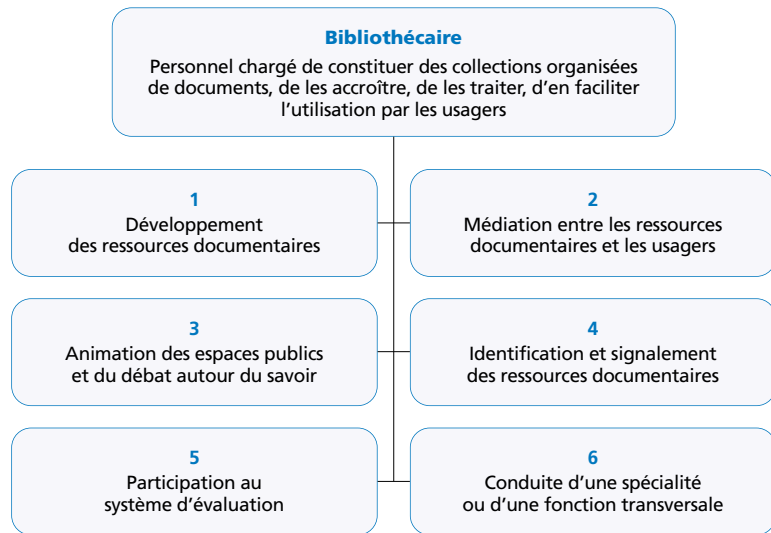 Bibliothécaire
Personnel chargé de constituer des collections organisées
de documents, de les accroître, de les traiter, d’en faciliter
l’utilisation par les usagers
1
Développement
des ressources documentaires
2
Médiation entre les ressources
documentaires et les usagers
3
Animation des espaces publics
et du débat autour du savoir
4
Identification et signalement
des ressources documentaires
5
Participation au
système d’évaluation
6
Conduite d’une spécialité
ou d’une fonction transversale